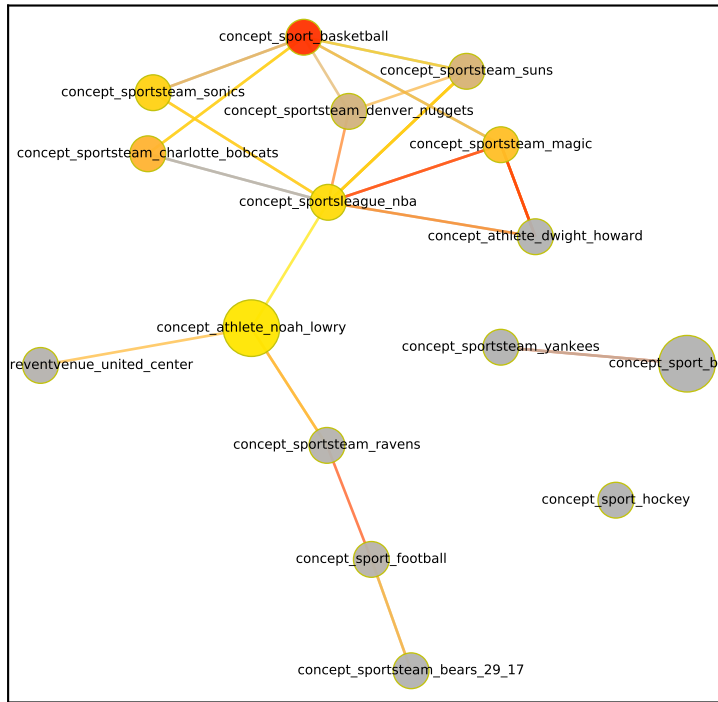 concept_sport_basketball
concept_sportsteam_suns
concept_sportsteam_sonics
concept_sportsteam_denver_nuggets
concept_sportsteam_magic
concept_sportsteam_charlotte_bobcats
concept_sportsleague_nba
concept_athlete_dwight_howard
concept_athlete_noah_lowry
concept_sportsteam_yankees
reventvenue_united_center
concept_sport_b
concept_sportsteam_ravens
concept_sport_hockey
concept_sport_football
concept_sportsteam_bears_29_17